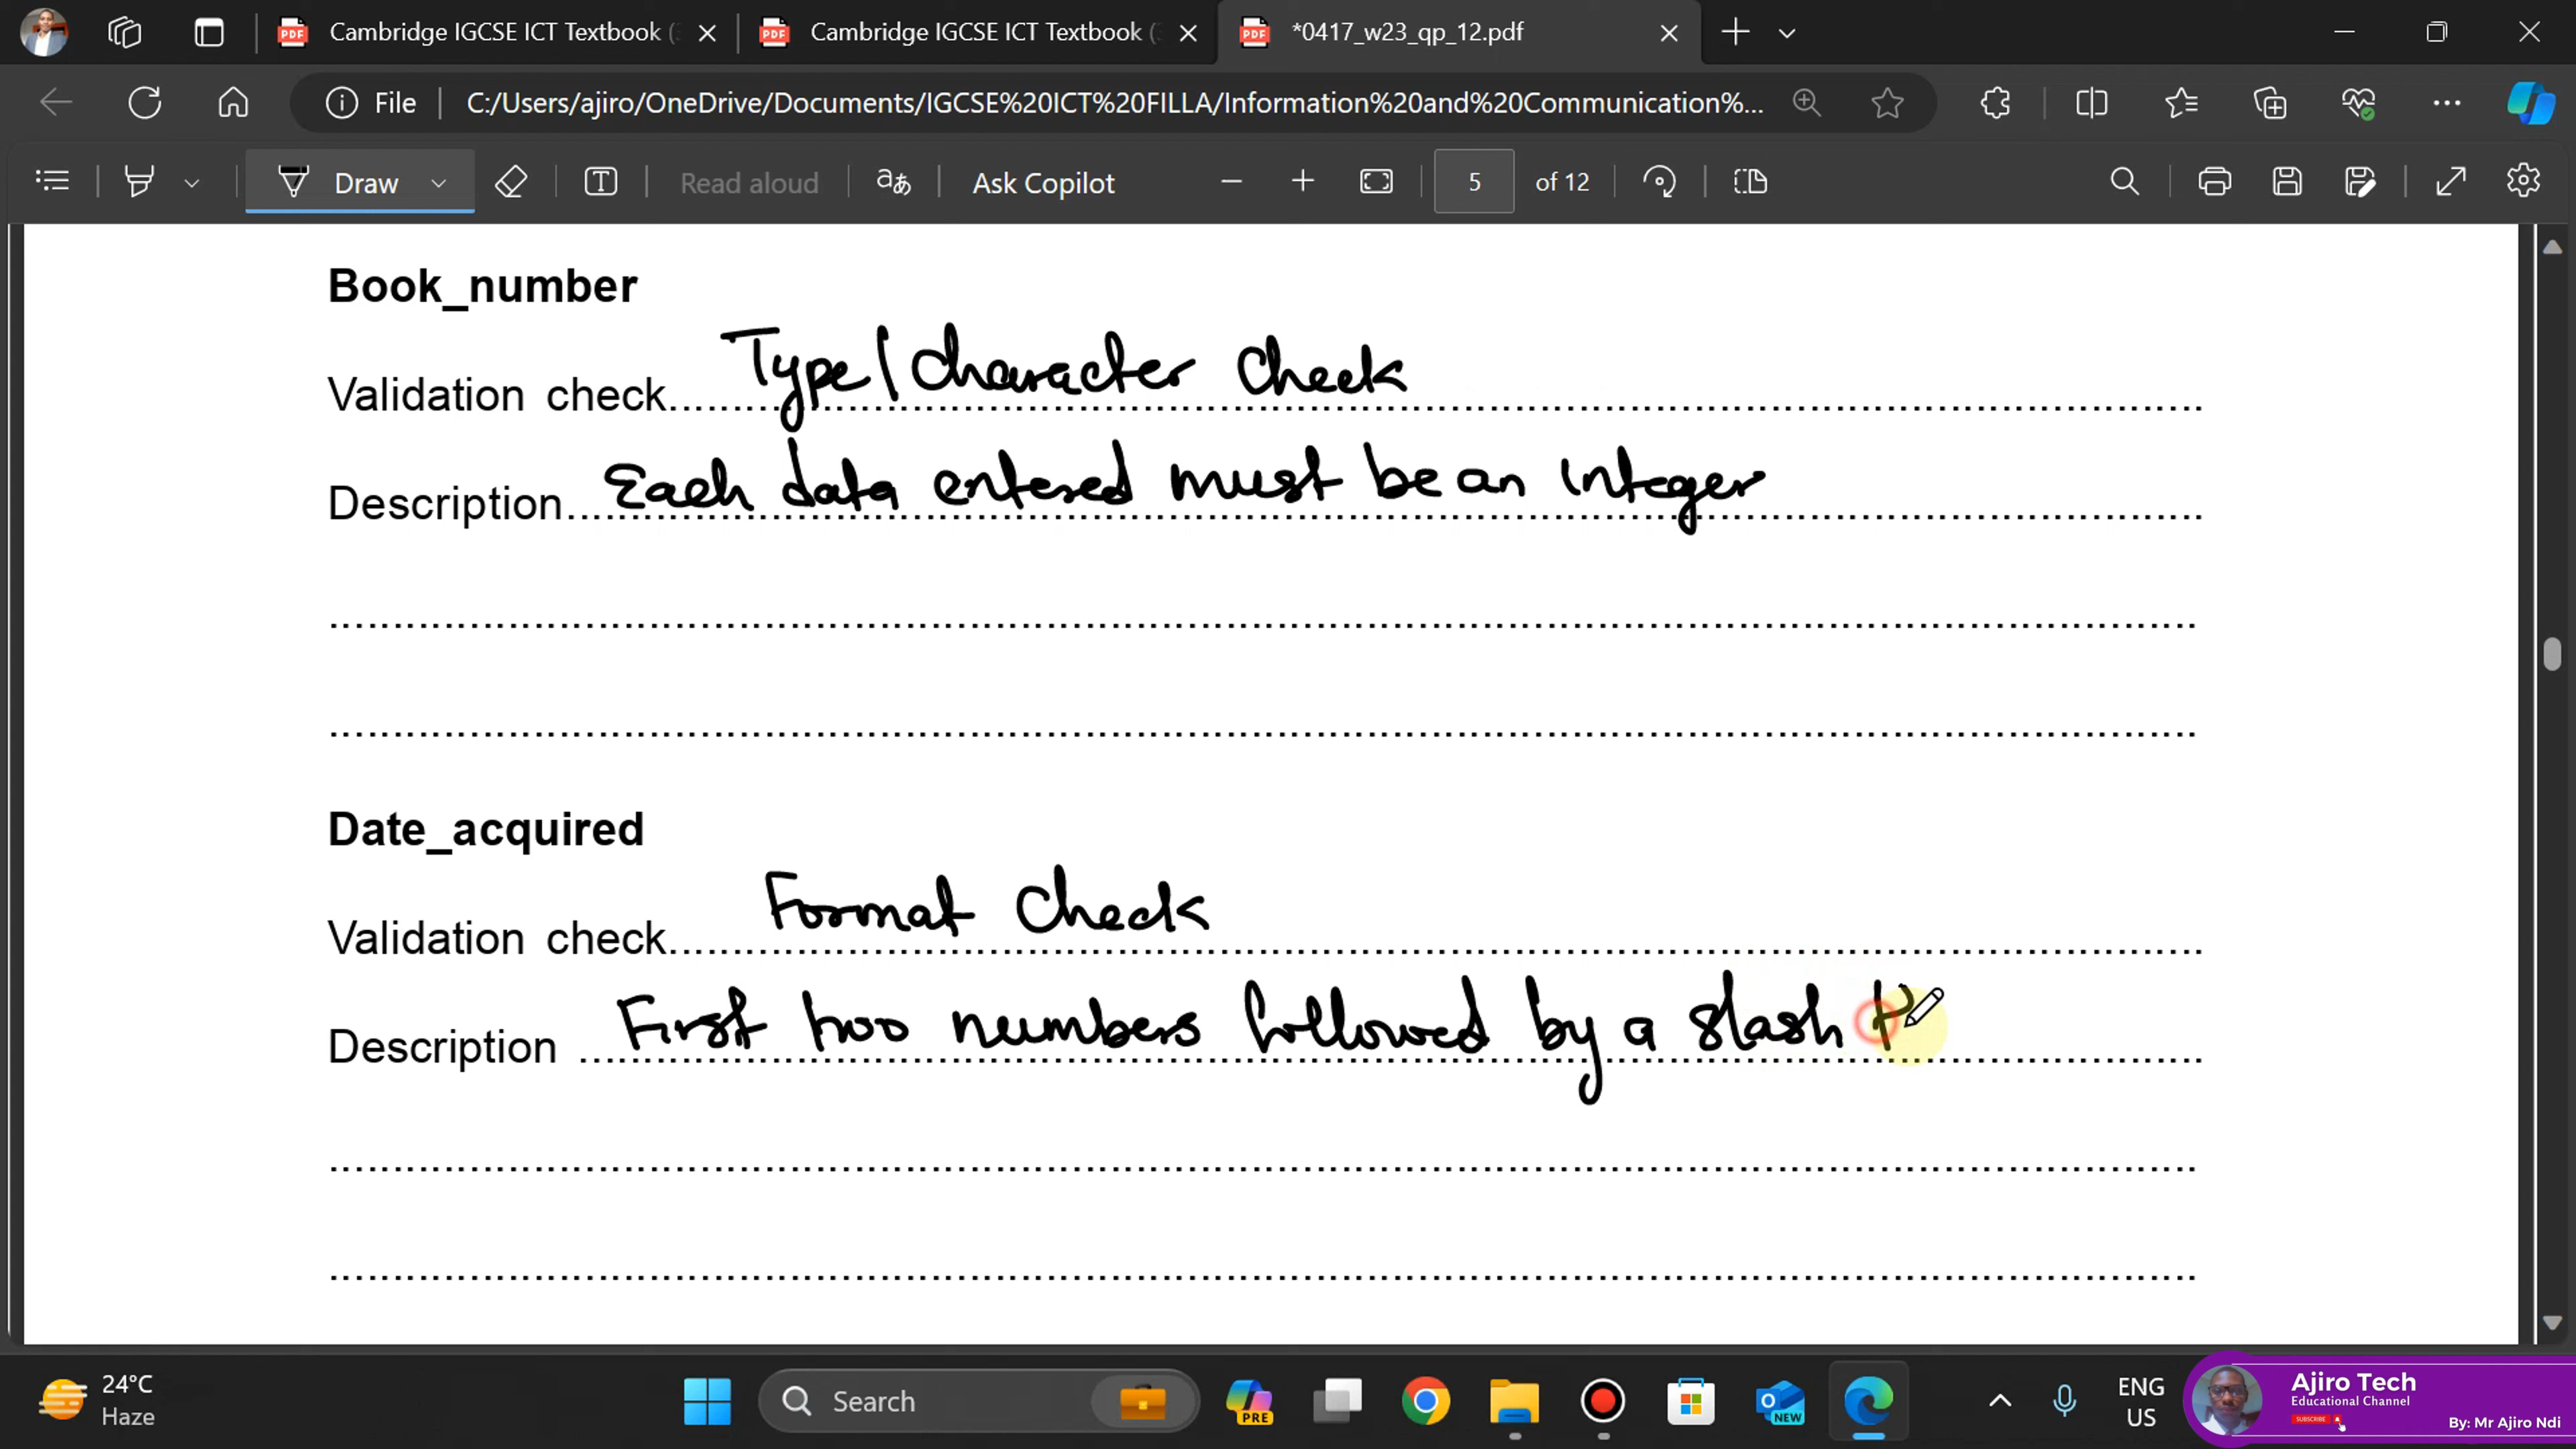 Cambridge IGCSE ICT Textbook (
Cambridge IGCSE ICT Textbook (
*0417_w23_qp_12.pdf
File
C:/Users/ajiro/OneDrive/Documents/IGCSE%20ICT%20FILLA/Information%20and%20Communication%...
Draw
Read aloud
Ask Copilot
5
of 12
Book_number
Validation check Type/Character Check
Description Each data entered must be an integer
Date_acquired
Validation check Format Check
Description First two numbers followed by a slash
24°C
Haze
Search
PRE
NEW
ENG
US
Ajiro Tech
Educational Channel
SUBSCRIBE
By: Mr Ajiro Ndi